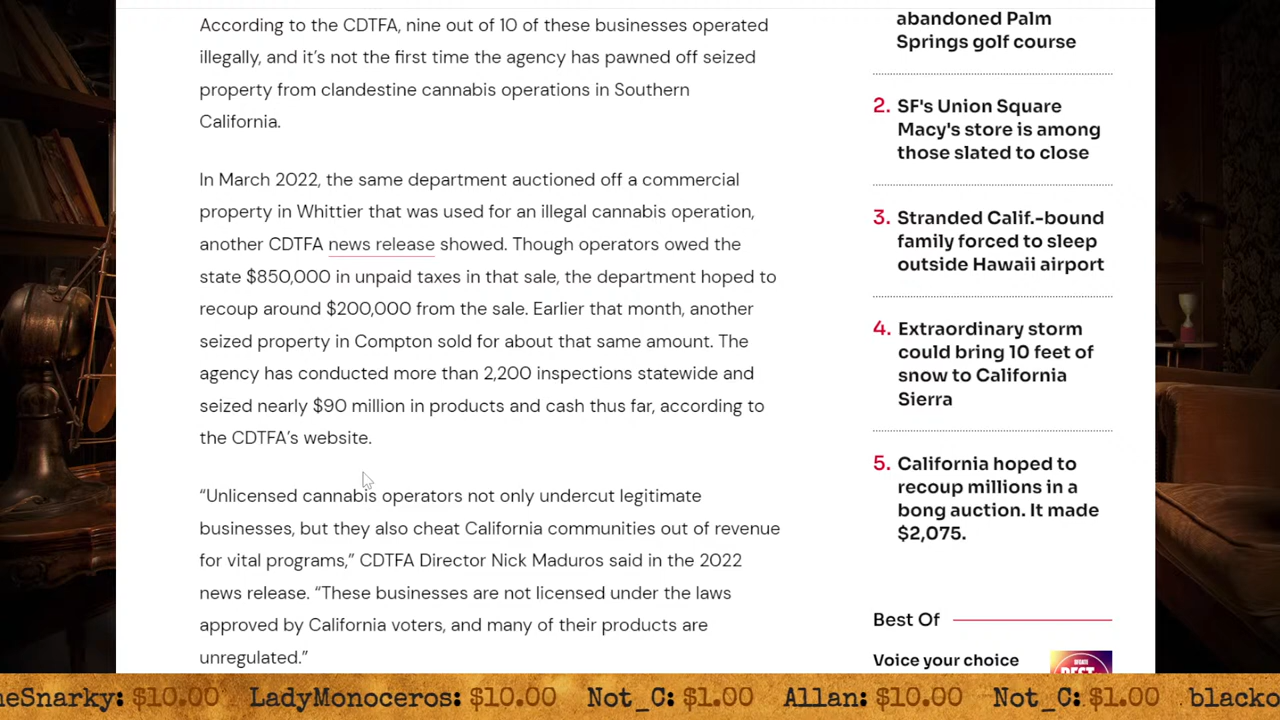 According to the CDTFA, nine out of 10 of these businesses operated
illegally, and it’s not the first time the agency has pawned off seized
property from clandestine cannabis operations in Southern
California.
In March 2022, the same department auctioned off a commercial
property in Whittier that was used for an illegal cannabis operation,
another CDTFA news release showed. Though operators owed the
state $850,000 in unpaid taxes in that sale, the department hoped to
recoup around $200,000 from the sale. Earlier that month, another
seized property in Compton sold for about that same amount. The
agency has conducted more than 2,200 inspections statewide and
seized nearly $90 million in products and cash thus far, according to
the CDTFA’s website.
“Unlicensed cannabis operators not only undercut legitimate
businesses, but they also cheat California communities out of revenue
for vital programs,” CDTFA Director Nick Maduros said in the 2022
news release. “These businesses are not licensed under the laws
approved by California voters, and many of their products are
unregulated.”
abandoned Palm
Springs golf course
2. SF's Union Square
Macy's store is among
those slated to close
3. Stranded Calif.-bound
family forced to sleep
outside Hawaii airport
4. Extraordinary storm
could bring 10 feet of
snow to California
Sierra
5. California hoped to
recoup millions in a
bong auction. It made
$2,075.
Best Of
Voice your choice
eSnarky: $10.00 LadyMonoceros: $10.00 Not_C: $1.00 Allan: $10.00 Not_C: $1.00 blacko